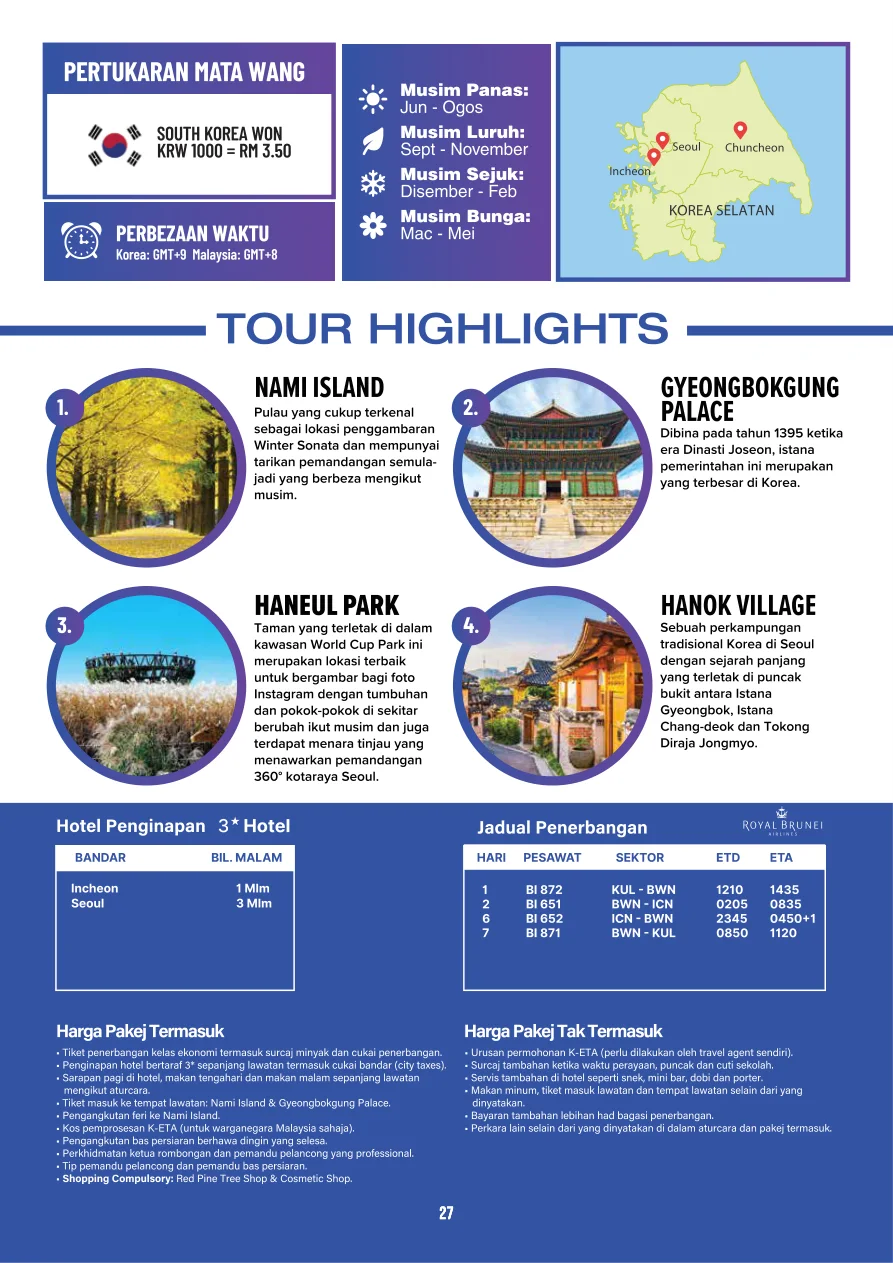 PERTUKARAN MATA WANG
SOUTH KOREA WON
KRW 1000 = RM 3.50
PERBEZAAN WAKTU
Korea: GMT+9 Malaysia: GMT+8
Musim Panas:
Jun - Ogos
Musim Luruh:
Sept - November
Musim Sejuk:
Disember - Feb
Musim Bunga:
Mac - Mei
Seoul
Chuncheon
Incheon
KOREA SELATAN
TOUR HIGHLIGHTS
1.
NAMI ISLAND
Pulau yang cukup terkenal
sebagai lokasi penggambaran
Winter Sonata dan mempunyai
tarikan pemandangan semula-
jadi yang berbeza mengikut
musim.
2.
GYEONGBOKGUNG
PALACE
Dibina pada tahun 1395 ketika
era Dinasti Joseon, istana
pemerintahan ini merupakan
yang terbesar di Korea.
3.
HANEUL PARK
Taman yang terletak di dalam
kawasan World Cup Park ini
merupakan lokasi terbaik
untuk bergambar bagi foto
Instagram dengan tumbuhan
dan pokok-pokok di sekitar
berubah ikut musim dan juga
terdapat menara tinjau yang
menawarkan pemandangan
360° kotaraya Seoul.
4.
HANOK VILLAGE
Sebuah perkampungan
tradisional Korea di Seoul
dengan sejarah panjang
yang terletak di puncak
bukit antara Istana
Gyeongbok, Istana
Chang-deok dan Tokong
Diraja Jongmyo.
Hotel Penginapan 3★ Hotel
BANDAR BIL. MALAM
Incheon 1 Mlm
Seoul 3 Mlm
Jadual Penerbangan
ROYAL BRUNEI
AIRLINES
HARI PESAWAT SEKTOR ETD ETA
1 BI 872 KUL - BWN 1210 1435
2 BI 651 BWN - ICN 0205 0835
6 BI 652 ICN - BWN 2345 0450+1
7 BI 871 BWN - KUL 0850 1120
Harga Pakej Termasuk
• Tiket penerbangan kelas ekonomi termasuk surcaj minyak dan cukai penerbangan.
• Penginapan hotel bertaraf 3* sepanjang lawatan termasuk cukai bandar (city taxes).
• Sarapan pagi di hotel, makan tengahari dan makan malam sepanjang lawatan
mengikut aturcara.
• Tiket masuk ke tempat lawatan: Nami Island & Gyeongbokgung Palace.
• Pengangkutan feri ke Nami Island.
• Kos pemprosesan K-ETA (untuk warganegara Malaysia sahaja).
• Pengangkutan bas persiaran berhawa dingin yang selesa.
• Perkhidmatan ketua rombongan dan pemandu pelancong yang professional.
• Tip pemandu pelancong dan pemandu bas persiaran.
• Shopping Compulsory: Red Pine Tree Shop & Cosmetic Shop.
Harga Pakej Tak Termasuk
• Urusan permohonan K-ETA (perlu dilakukan oleh travel agent sendiri).
• Surcaj tambahan ketika waktu perayaan, puncak dan cuti sekolah.
• Servis tambahan di hotel seperti snek, mini bar, dobi dan porter.
• Makan minum, tiket masuk lawatan dan tempat lawatan selain dari yang
dinyatakan.
• Bayaran tambahan lebihan had bagasi penerbangan.
• Perkara lain selain dari yang dinyatakan di dalam aturcara dan pakej termasuk.
27